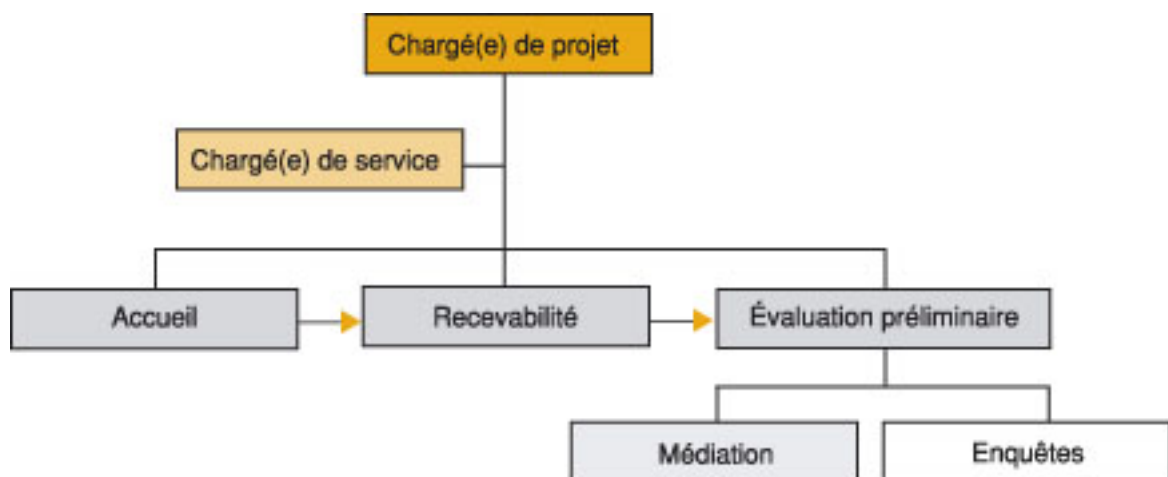 Chargé(e) de projet
Chargé(e) de service
Accueil
Recevabilité
Évaluation préliminaire
Médiation
Enquêtes